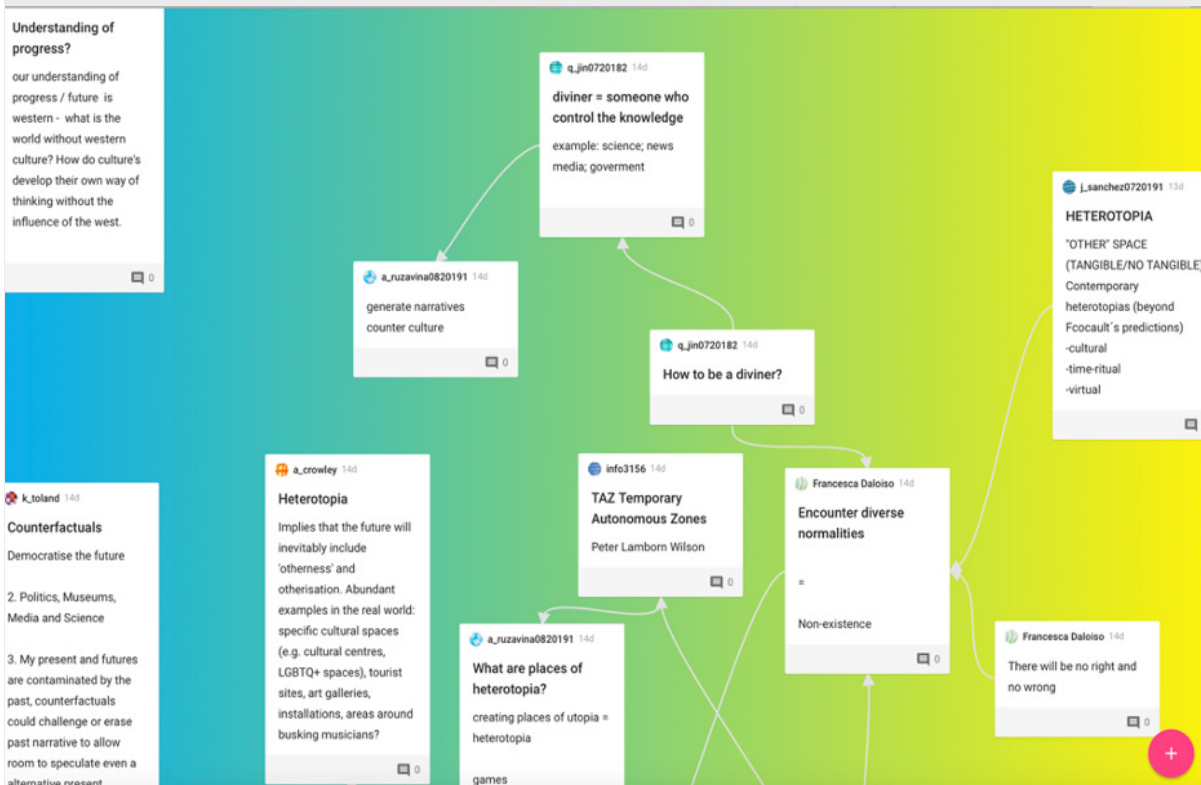 Understanding of
progress?
our understanding of
progress / future is
western - what is the
world without western
culture? How do culture's
develop their own way of
thinking without the
influence of the west.
0
q_jin0720182 14d
diviner = someone who
control the knowledge
example: science; news
media; goverment
0
a_ruzavina0820191 14d
generate narratives
counter culture
0
q_jin0720182 14d
How to be a diviner?
0
j_sanchez0720191 13d
HETEROTOPIA
"OTHER" SPACE
(TANGIBLE/NO TANGIBLE)
Contemporary
heterotopias (beyond
Fcocault´s predictions)
-cultural
-time-ritual
-virtual
k_toland 14d
Counterfactuals
Democratise the future
2. Politics, Museums,
Media and Science
3. My present and futures
are contaminated by the
past, counterfactuals
could challenge or erase
past narrative to allow
room to speculate even a
alternative present
a_crowley 14d
Heterotopia
Implies that the future will
inevitably include
'otherness' and
otherisation. Abundant
examples in the real world:
specific cultural spaces
(e.g. cultural centres,
LGBTQ+ spaces), tourist
sites, art galleries,
installations, areas around
busking musicians?
0
info3156 14d
TAZ Temporary
Autonomous Zones
Peter Lamborn Wilson
0
a_ruzavina0820191 14d
What are places of
heterotopia?
creating places of utopia =
heterotopia
games
Francesca Daloiso 14d
Encounter diverse
normalities
=
Non-existence
0
Francesca Daloiso 14d
There will be no right and
no wrong
0
+